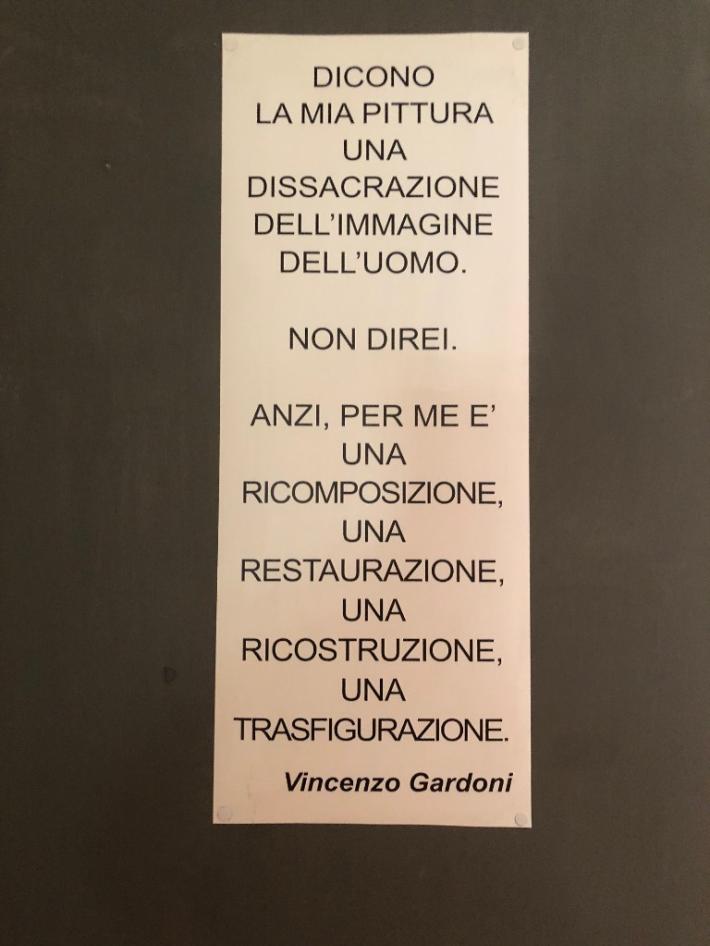 DICONO
LA MIA PITTURA
UNA
DISSACRAZIONE
DELL'IMMAGINE
DELL'UOMO.
NON DIREI.
ANZI, PER ME E'
UNA
RICOMPOSIZIONE,
UNA
RESTAURAZIONE,
UNA
RICOSTRUZIONE,
UNA
TRASFIGURAZIONE.
Vincenzo Gardoni